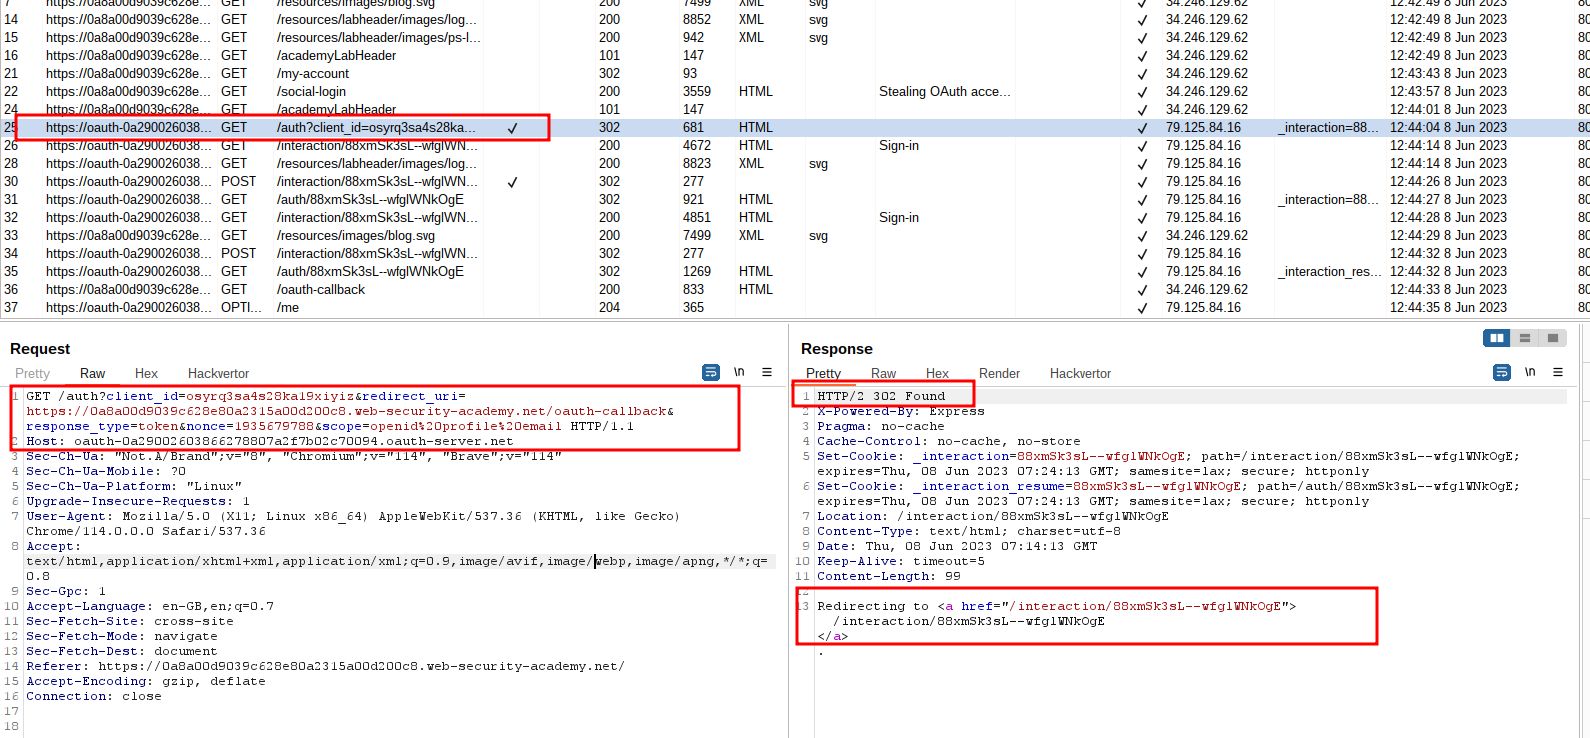 7 https://0a8a00d9039c628e... GET /resources/images/blog.svg 200 7499 XML svg ✓ 34.246.129.62 12:42:49 8 Jun 2023 80
14 https://0a8a00d9039c628e... GET /resources/labheader/images/log... 200 8852 XML svg ✓ 34.246.129.62 12:42:49 8 Jun 2023 80
15 https://0a8a00d9039c628e... GET /resources/labheader/images/ps-l... 200 942 XML svg ✓ 34.246.129.62 12:42:49 8 Jun 2023 80
16 https://0a8a00d9039c628e... GET /academyLabHeader 101 147 ✓ 34.246.129.62 12:42:49 8 Jun 2023 80
21 https://0a8a00d9039c628e... GET /my-account 302 93 ✓ 34.246.129.62 12:43:43 8 Jun 2023 80
22 https://0a8a00d9039c628e... GET /social-login 200 3559 HTML Stealing OAuth acce... ✓ 34.246.129.62 12:43:57 8 Jun 2023 80
24 https://0a8a00d9039c628e... GET /academyLabHeader 101 147 ✓ 34.246.129.62 12:44:01 8 Jun 2023 80
25 https://oauth-0a290026038... GET /auth?client_id=osyrq3sa4s28ka... ✓ 302 681 HTML ✓ 79.125.84.16 _interaction=88... 12:44:04 8 Jun 2023 80
26 https://oauth-0a290026038... GET /interaction/88xmSk3sL--wfglWN... 200 4672 HTML Sign-in ✓ 79.125.84.16 12:44:14 8 Jun 2023 80
28 https://oauth-0a290026038... GET /resources/labheader/images/log... 200 8823 XML svg ✓ 79.125.84.16 12:44:14 8 Jun 2023 80
30 https://oauth-0a290026038... POST /interaction/88xmSk3sL--wfglWN... ✓ 302 277 ✓ 79.125.84.16 12:44:26 8 Jun 2023 80
31 https://oauth-0a290026038... GET /auth/88xmSk3sL--wfglWNkOgE 302 921 HTML ✓ 79.125.84.16 _interaction=88... 12:44:27 8 Jun 2023 80
32 https://oauth-0a290026038... GET /interaction/88xmSk3sL--wfglWN... 200 4851 HTML Sign-in ✓ 79.125.84.16 12:44:28 8 Jun 2023 80
33 https://0a8a00d9039c628e... GET /resources/images/blog.svg 200 7499 XML svg ✓ 34.246.129.62 12:44:29 8 Jun 2023 80
34 https://oauth-0a290026038... POST /interaction/88xmSk3sL--wfglWN... 302 277 ✓ 79.125.84.16 12:44:32 8 Jun 2023 80
35 https://oauth-0a290026038... GET /auth/88xmSk3sL--wfglWNkOgE 302 1269 HTML ✓ 79.125.84.16 _interaction_res... 12:44:32 8 Jun 2023 80
36 https://0a8a00d9039c628e... GET /oauth-callback 200 833 HTML ✓ 34.246.129.62 12:44:33 8 Jun 2023 80
37 https://oauth-0a290026038... OPTI... /me 204 365 ✓ 79.125.84.16 12:44:35 8 Jun 2023 80
Request
Pretty Raw Hex Hackvertor \n
1 GET /auth?client_id=osyrq3sa4s28ka19xiyiz&redirect_uri=
https://0a8a00d9039c628e80a2315a00d200c8.web-security-academy.net/oauth-callback&
response_type=token&nonce=1935679788&scope=openid%20profile%20email HTTP/1.1
2 Host: oauth-0a29002603866278807a2f7b02c70094.oauth-server.net
3 Sec-Ch-Ua: "Not.A/Brand";v="8", "Chromium";v="114", "Brave";v="114"
4 Sec-Ch-Ua-Mobile: ?0
5 Sec-Ch-Ua-Platform: "Linux"
6 Upgrade-Insecure-Requests: 1
7 User-Agent: Mozilla/5.0 (X11; Linux x86_64) AppleWebKit/537.36 (KHTML, like Gecko)
Chrome/114.0.0.0 Safari/537.36
8 Accept:
text/html,application/xhtml+xml,application/xml;q=0.9,image/avif,image/webp,image/apng,*/*;q=
0.8
9 Sec-Gpc: 1
10 Accept-Language: en-GB,en;q=0.7
11 Sec-Fetch-Site: cross-site
12 Sec-Fetch-Mode: navigate
13 Sec-Fetch-Dest: document
14 Referer: https://0a8a00d9039c628e80a2315a00d200c8.web-security-academy.net/
15 Accept-Encoding: gzip, deflate
16 Connection: close
17
18
Response
Pretty Raw Hex Render Hackvertor \n
1 HTTP/2 302 Found
2 X-Powered-By: Express
3 Pragma: no-cache
4 Cache-Control: no-cache, no-store
5 Set-Cookie: _interaction=88xmSk3sL--wfglWNkOgE; path=/interaction/88xmSk3sL--wfglWNkOgE;
expires=Thu, 08 Jun 2023 07:24:13 GMT; samesite=lax; secure; httponly
6 Set-Cookie: _interaction_resume=88xmSk3sL--wfglWNkOgE; path=/auth/88xmSk3sL--wfglWNkOgE;
expires=Thu, 08 Jun 2023 07:24:13 GMT; samesite=lax; secure; httponly
7 Location: /interaction/88xmSk3sL--wfglWNkOgE
8 Content-Type: text/html; charset=utf-8
9 Date: Thu, 08 Jun 2023 07:14:13 GMT
10 Keep-Alive: timeout=5
11 Content-Length: 99
12
13 Redirecting to <a href="/interaction/88xmSk3sL--wfglWNkOgE">
/interaction/88xmSk3sL--wfglWNkOgE
</a>
.